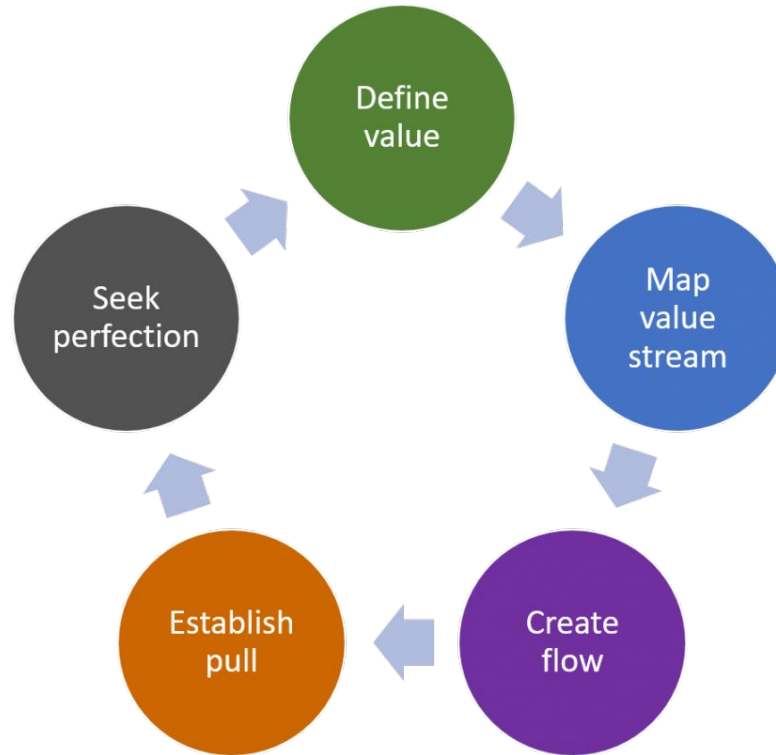 Define
value
Map
value
stream
Create
flow
Establish
pull
Seek
perfection